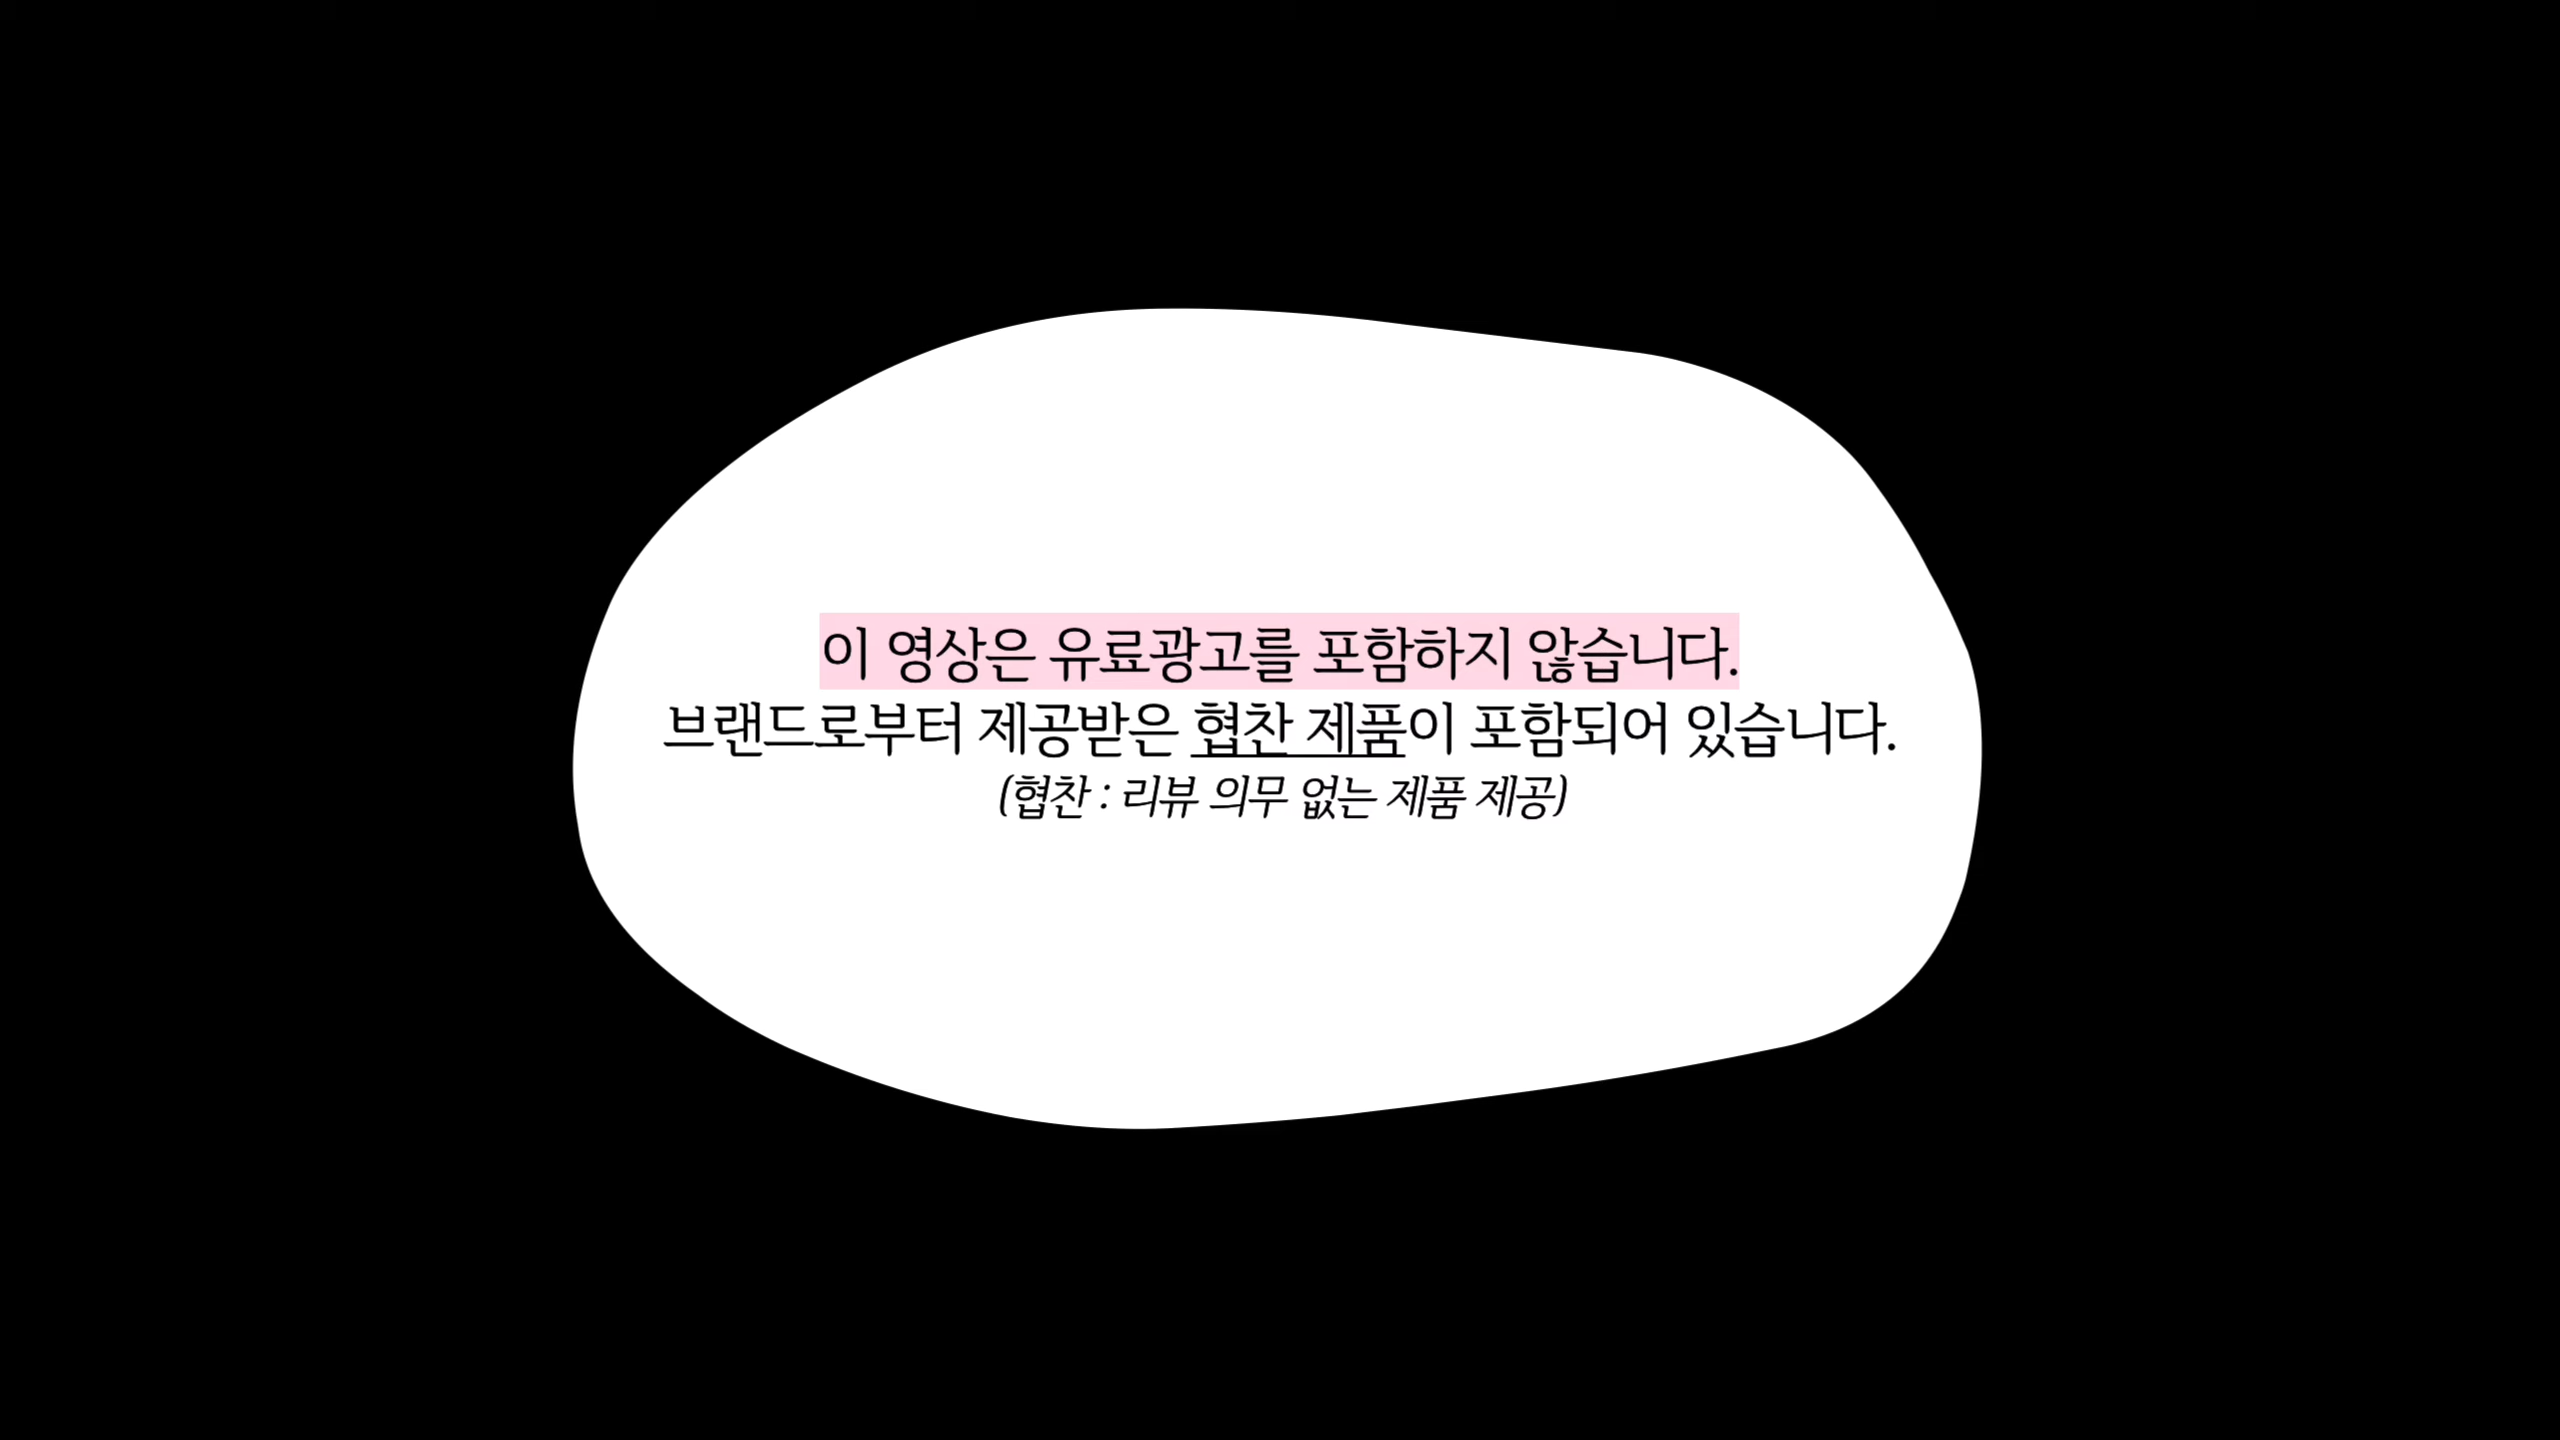 이 영상은 유료광고를 포함하지 않습니다.
브랜드로부터 제공받은 협찬 제품이 포함되어 있습니다.
(협찬 : 리뷰 의무 없는 제품 제공)